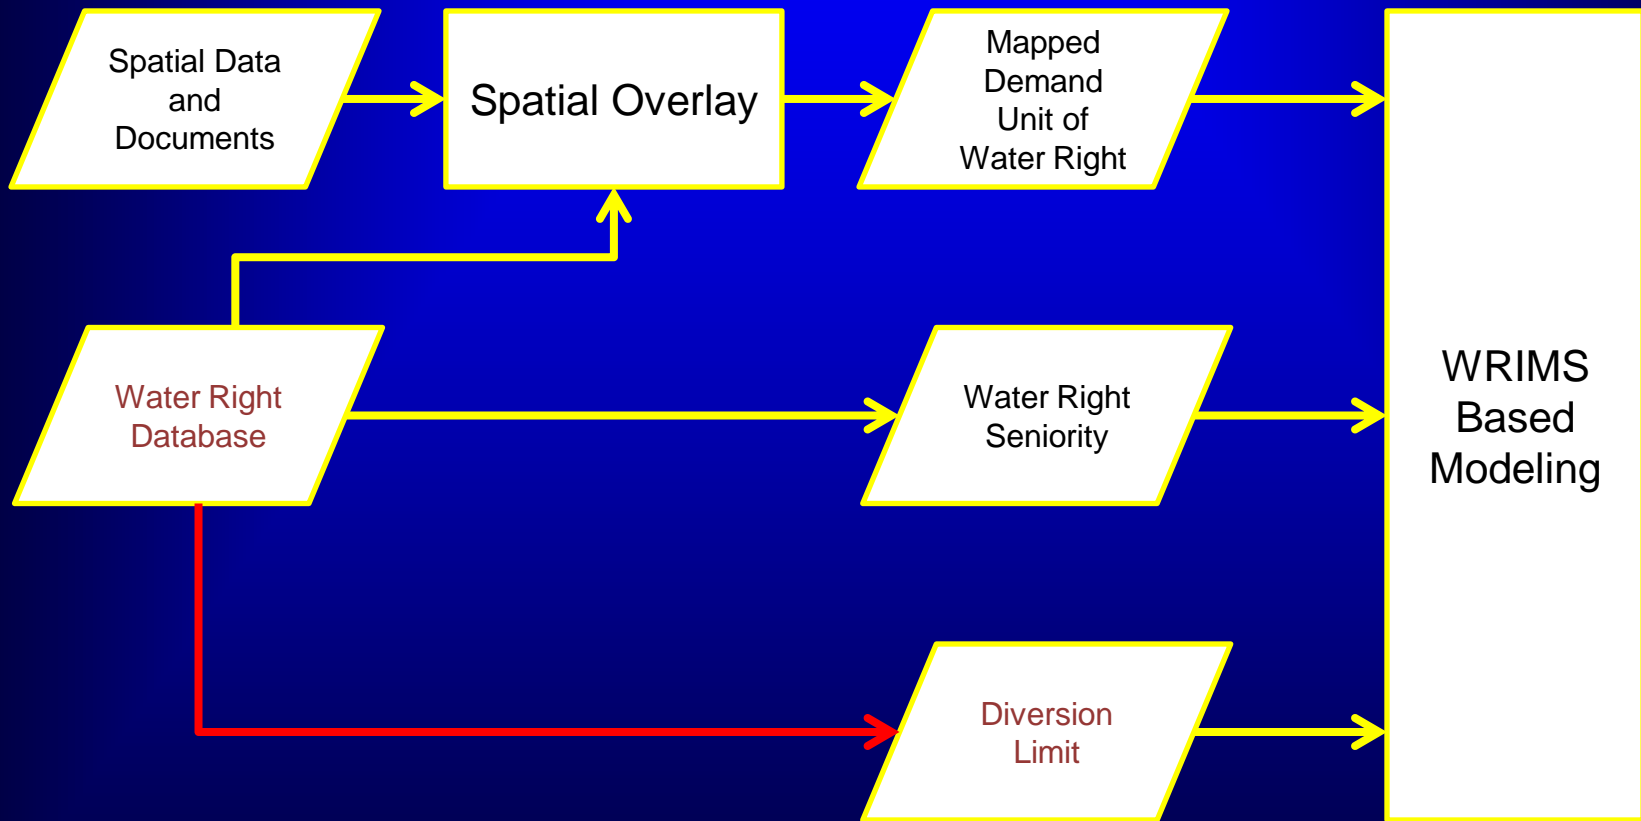 Spatial Data
and
Documents
Spatial Overlay
Mapped
Demand
Unit of
Water Right
Water Right
Database
Water Right
Seniority
WRIMS
Based
Modeling
Diversion
Limit